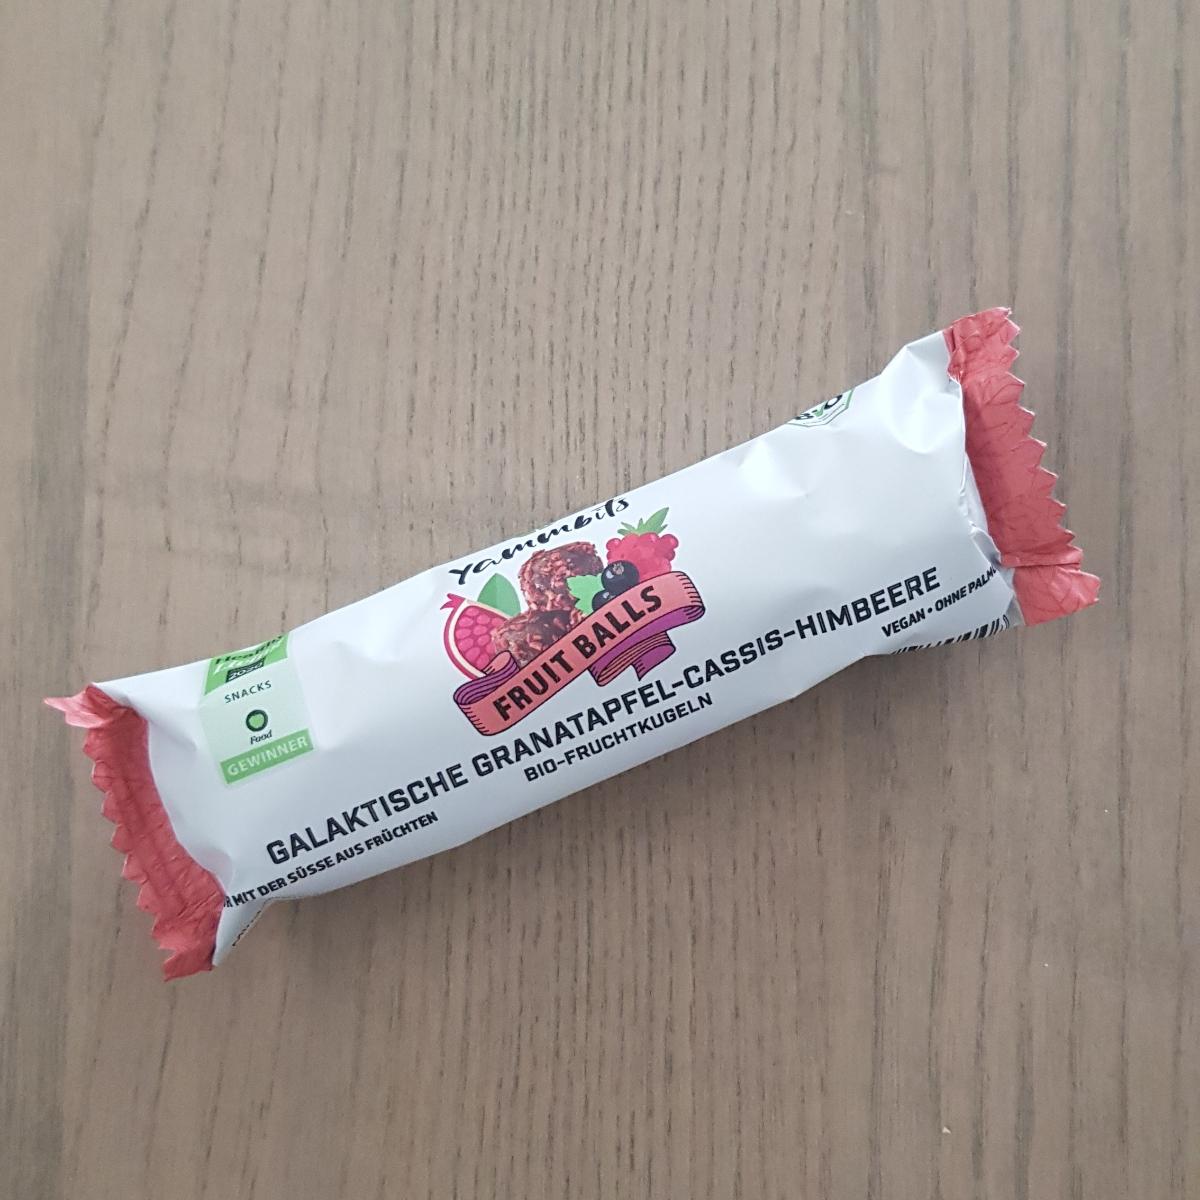 yammbits
FRUIT BALLS
GALAKTISCHE GRANATAPFEL-CASSIS-HIMBEERE
BIO-FRUCHTKUGELN
MIT DER SÜSSE AUS FRÜCHTEN
VEGAN • OHNE
2020
SNACKS
Food
GEWINNER